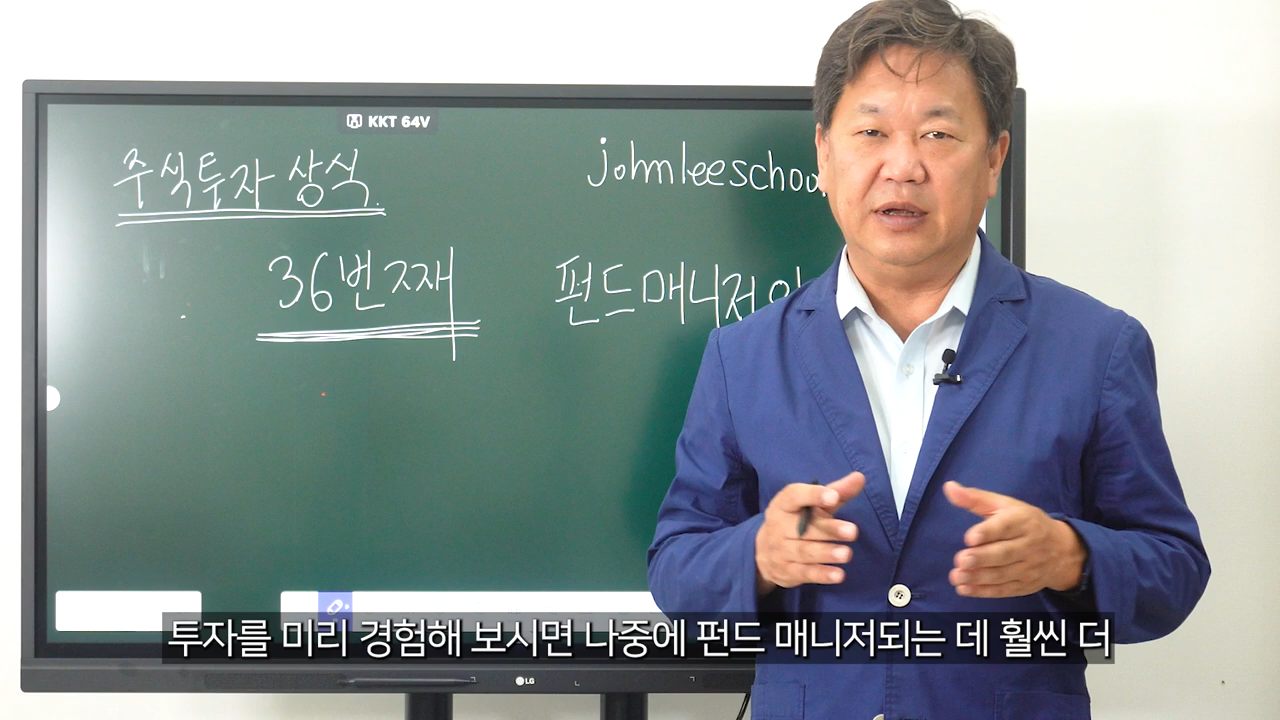 KKT 64V
주식투자 상식.
johnleeschoo
36번째
펀드매니저
투자를 미리 경험해 보시면 나중에 펀드 매니저되는 데 훨씬 더
LG